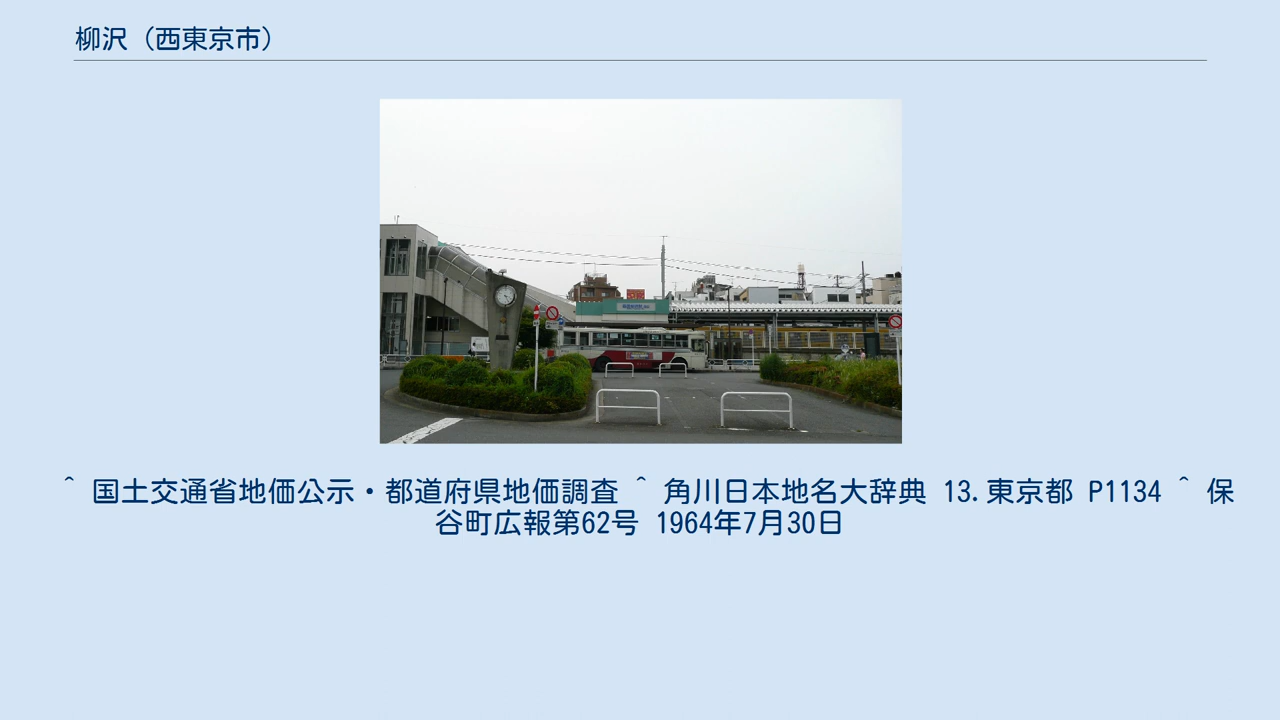 柳沢（西東京市）
^ 国土交通省地価公示・都道府県地価調査 ^ 角川日本地名大辞典 13.東京都 P1134 ^ 保
谷町広報第62号 1964年7月30日